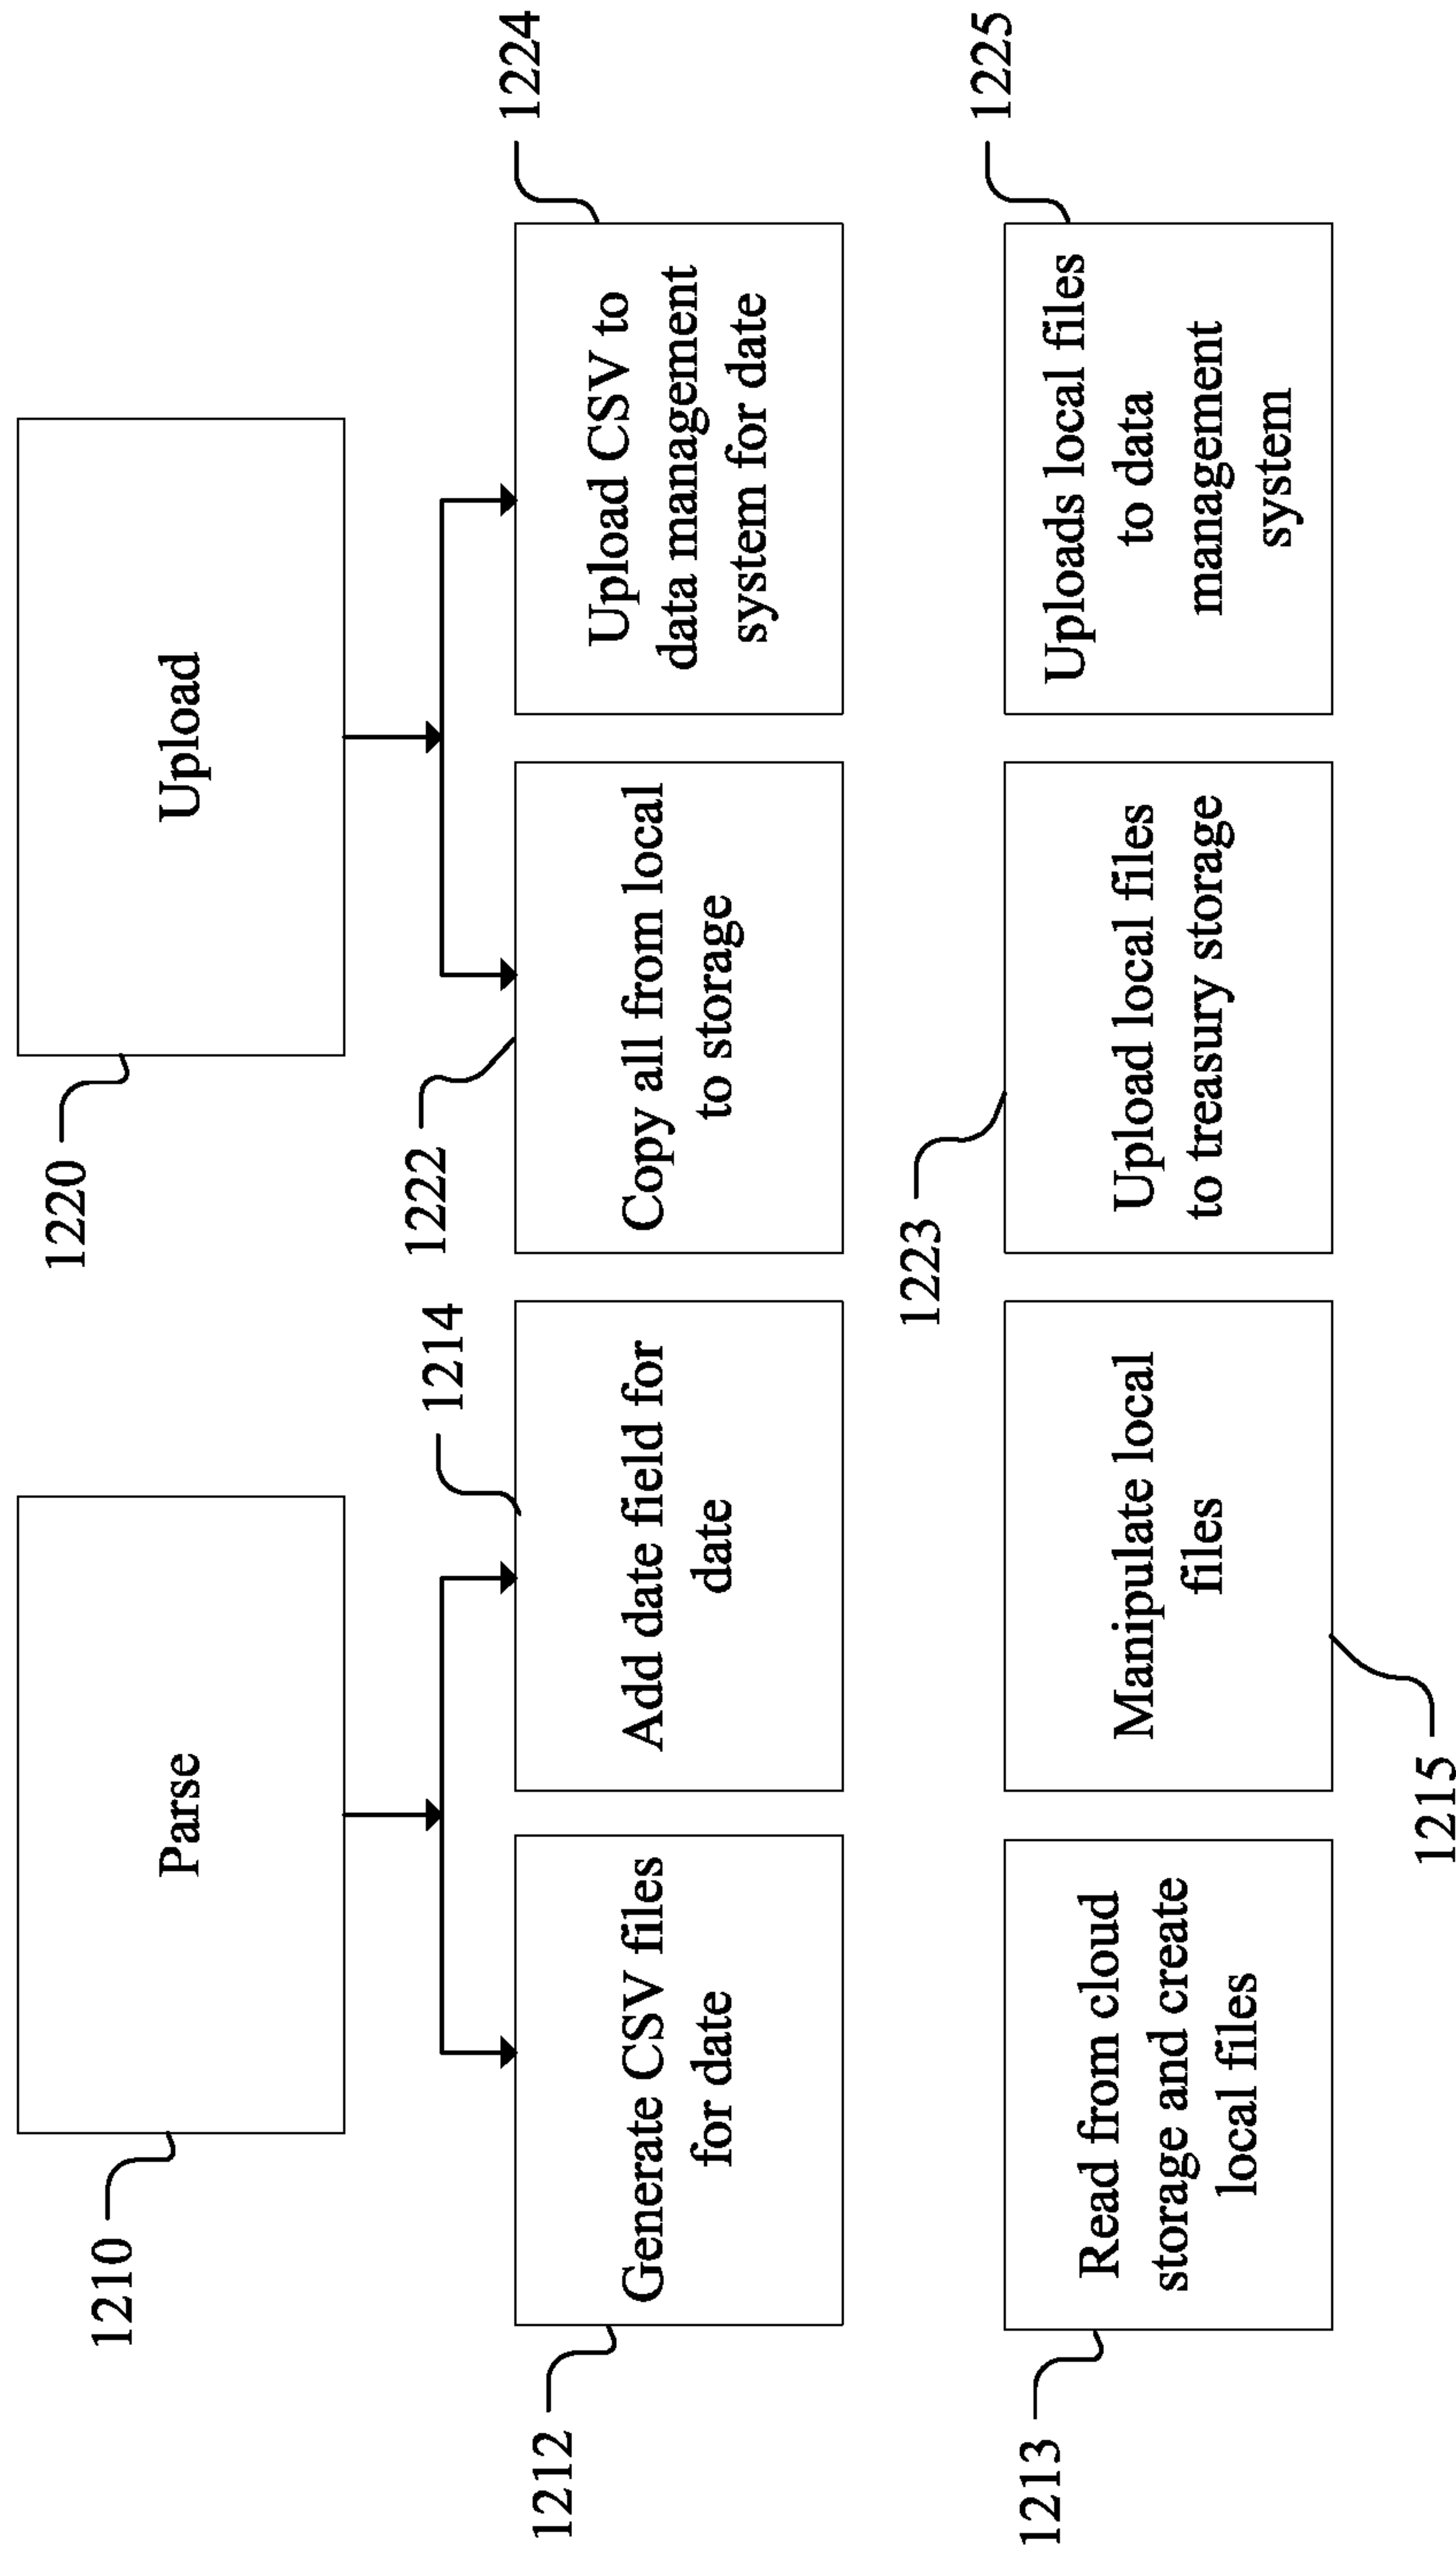 1210
Parse
1220
Upload
1212
Generate CSV files
for date
1214
Add date field for
date
1222
Copy all from local
to storage
1224
Upload CSV to
data management
system for date
1213
Read from cloud
storage and create
local files
1215
Manipulate local
files
1223
Upload local files
to treasury storage
1225
Uploads local files
to data
management
system